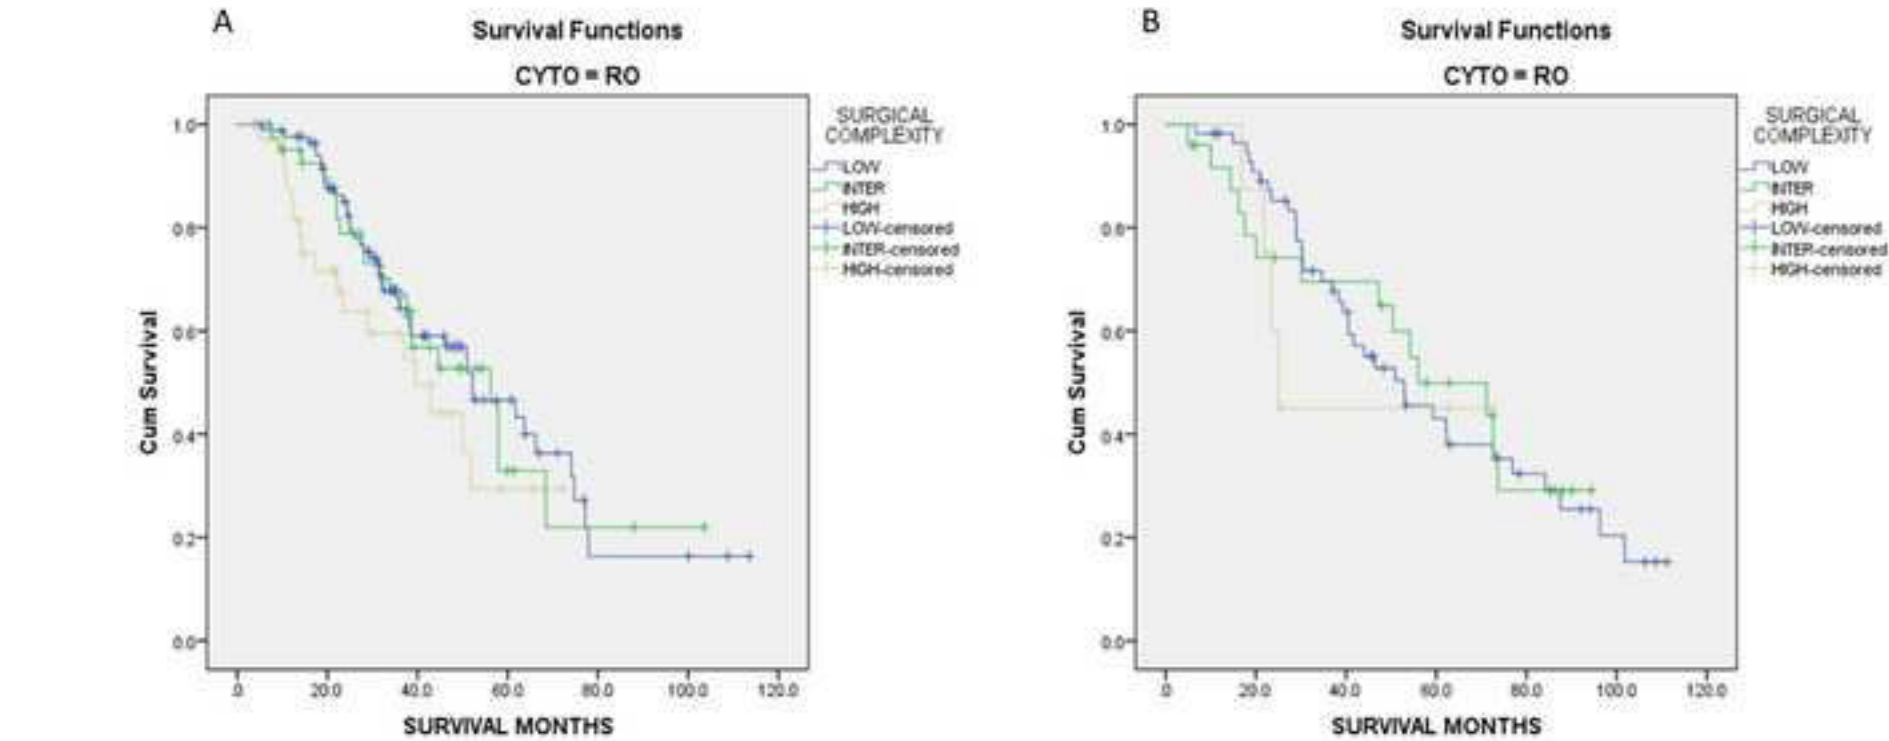 A
Survival Functions
CYTO = RO
SURGICAL
COMPLEXITY
LOW
INTER
HIGH
LOW-censored
INTER-censored
HIGH-censored
Cum Survival
1.0
0.8
0.6
0.4
0.2
0.0
.0 20.0 40.0 60.0 80.0 100.0 120.0
SURVIVAL MONTHS
B
Survival Functions
CYTO = RO
SURGICAL
COMPLEXITY
LOW
INTER
HIGH
LOW-censored
INTER-censored
HIGH-censored
Cum Survival
1.0
0.8
0.6
0.4
0.2
0.0
.0 20.0 40.0 60.0 80.0 100.0 120.0
SURVIVAL MONTHS